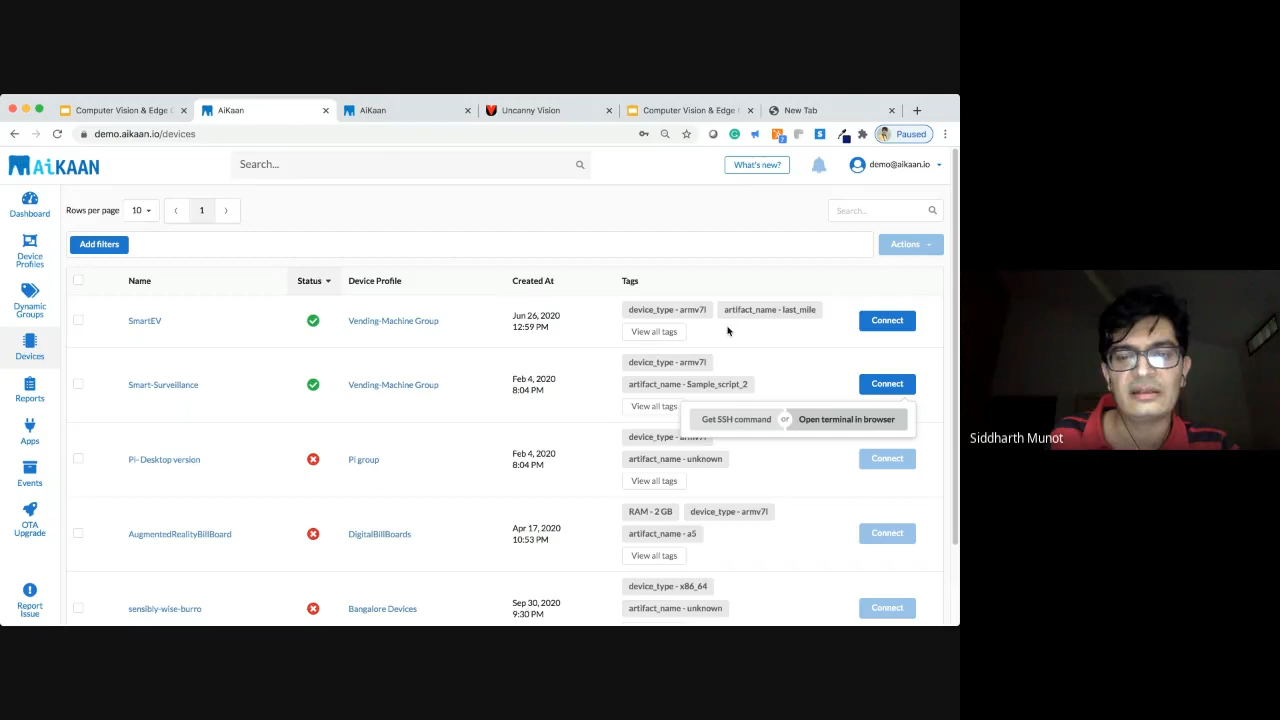 Computer Vision & Edge
AiKaan
AiKaan
Uncanny Vision
Computer Vision & Edge
New Tab
demo.aikaan.io/devices
Paused
AiKAAN
Search...
What's new?
demo@aikaan.io
Dashboard
Device
Profiles
Dynamic
Groups
Devices
Reports
Apps
Events
OTA
Upgrade
Report
Issue
Rows per page 10
1
Search...
Add filters
Actions
Name
Status
Device Profile
Created At
Tags
SmartEV
Vending-Machine Group
Jun 26, 2020
12:59 PM
device_type - armv7l
artifact_name - last_mile
View all tags
Connect
Smart-Surveillance
Vending-Machine Group
Feb 4, 2020
8:04 PM
device_type - armv7l
artifact_name - Sample_script_2
View all tags
Connect
Get SSH command or Open terminal in browser
Pi- Desktop version
Pi group
Feb 4, 2020
8:04 PM
device_type - armv7l
artifact_name - unknown
View all tags
Connect
AugmentedRealityBillBoard
DigitalBillBoards
Apr 17, 2020
10:53 PM
RAM - 2 GB
device_type - armv7l
artifact_name - a5
View all tags
Connect
sensibly-wise-burro
Bangalore Devices
Sep 30, 2020
9:30 PM
device_type - x86_64
artifact_name - unknown
Connect
Siddharth Munot